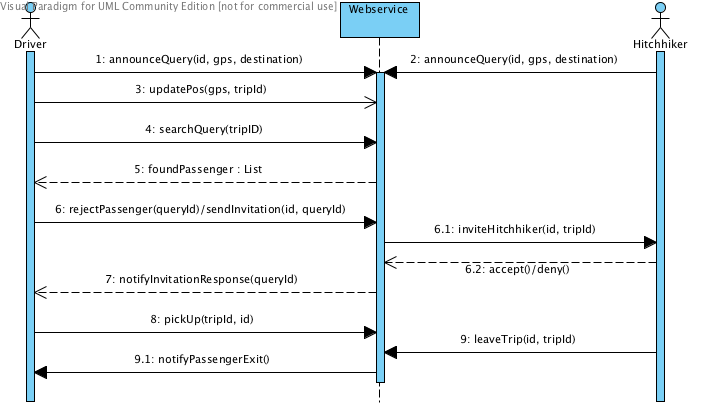 Visual Paradigm for UML Community Edition [not for commercial use]
Webservice
Driver
Hitchhiker
1: announceQuery(id, gps, destination)
2: announceQuery(id, gps, destination)
3: updatePos(gps, tripId)
4: searchQuery(tripID)
5: foundPassenger : List
6: rejectPassenger(queryId)/sendInvitation(id, queryId)
6.1: inviteHitchhiker(id, tripId)
6.2: accept()/deny()
7: notifyInvitationResponse(queryId)
8: pickUp(tripId, id)
9: leaveTrip(id, tripId)
9.1: notifyPassengerExit()